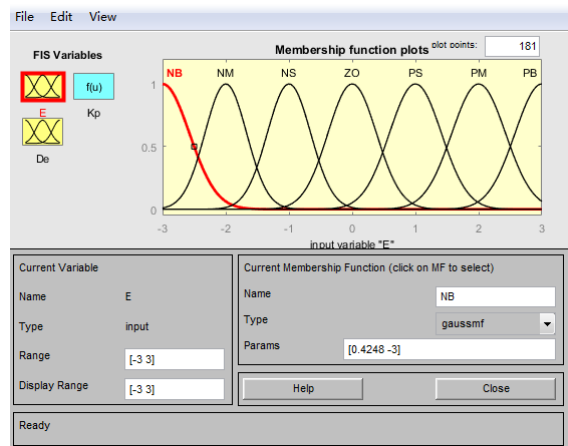 File Edit View
FIS Variables
Membership function plots plot points: 181
f(u)
E Kp
De
NB NM NS ZO PS PM PB
1
0.5
0
-3 -2 -1 0 1 2 3
input variable "E"
Current Variable
Name E
Type input
Range [-3 3]
Display Range [-3 3]
Current Membership Function (click on MF to select)
Name NB
Type gaussmf
Params [0.4248 -3]
Help Close
Ready